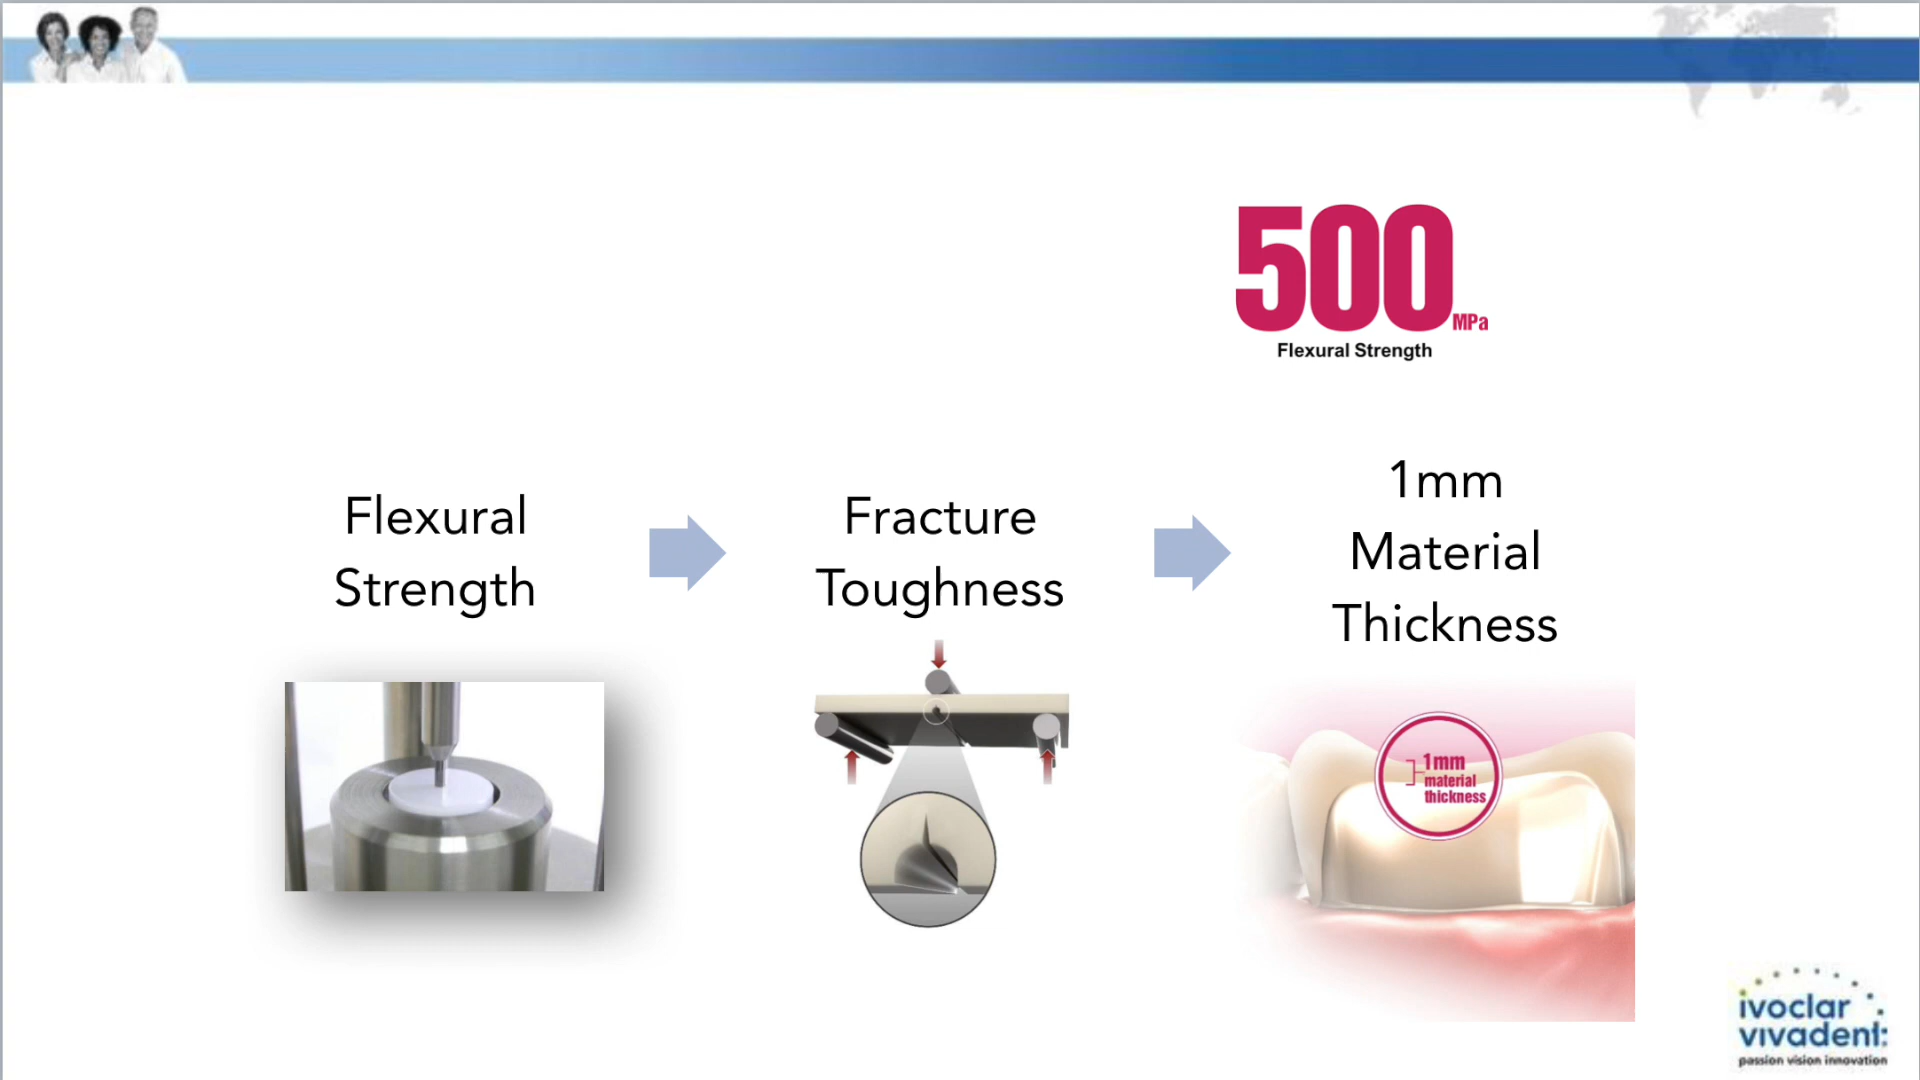 500
MPa
Flexural Strength
Flexural
Strength
Fracture
Toughness
1mm
Material
Thickness
1mm
material
thickness
ivoclar
vivadent:
passion vision innovation